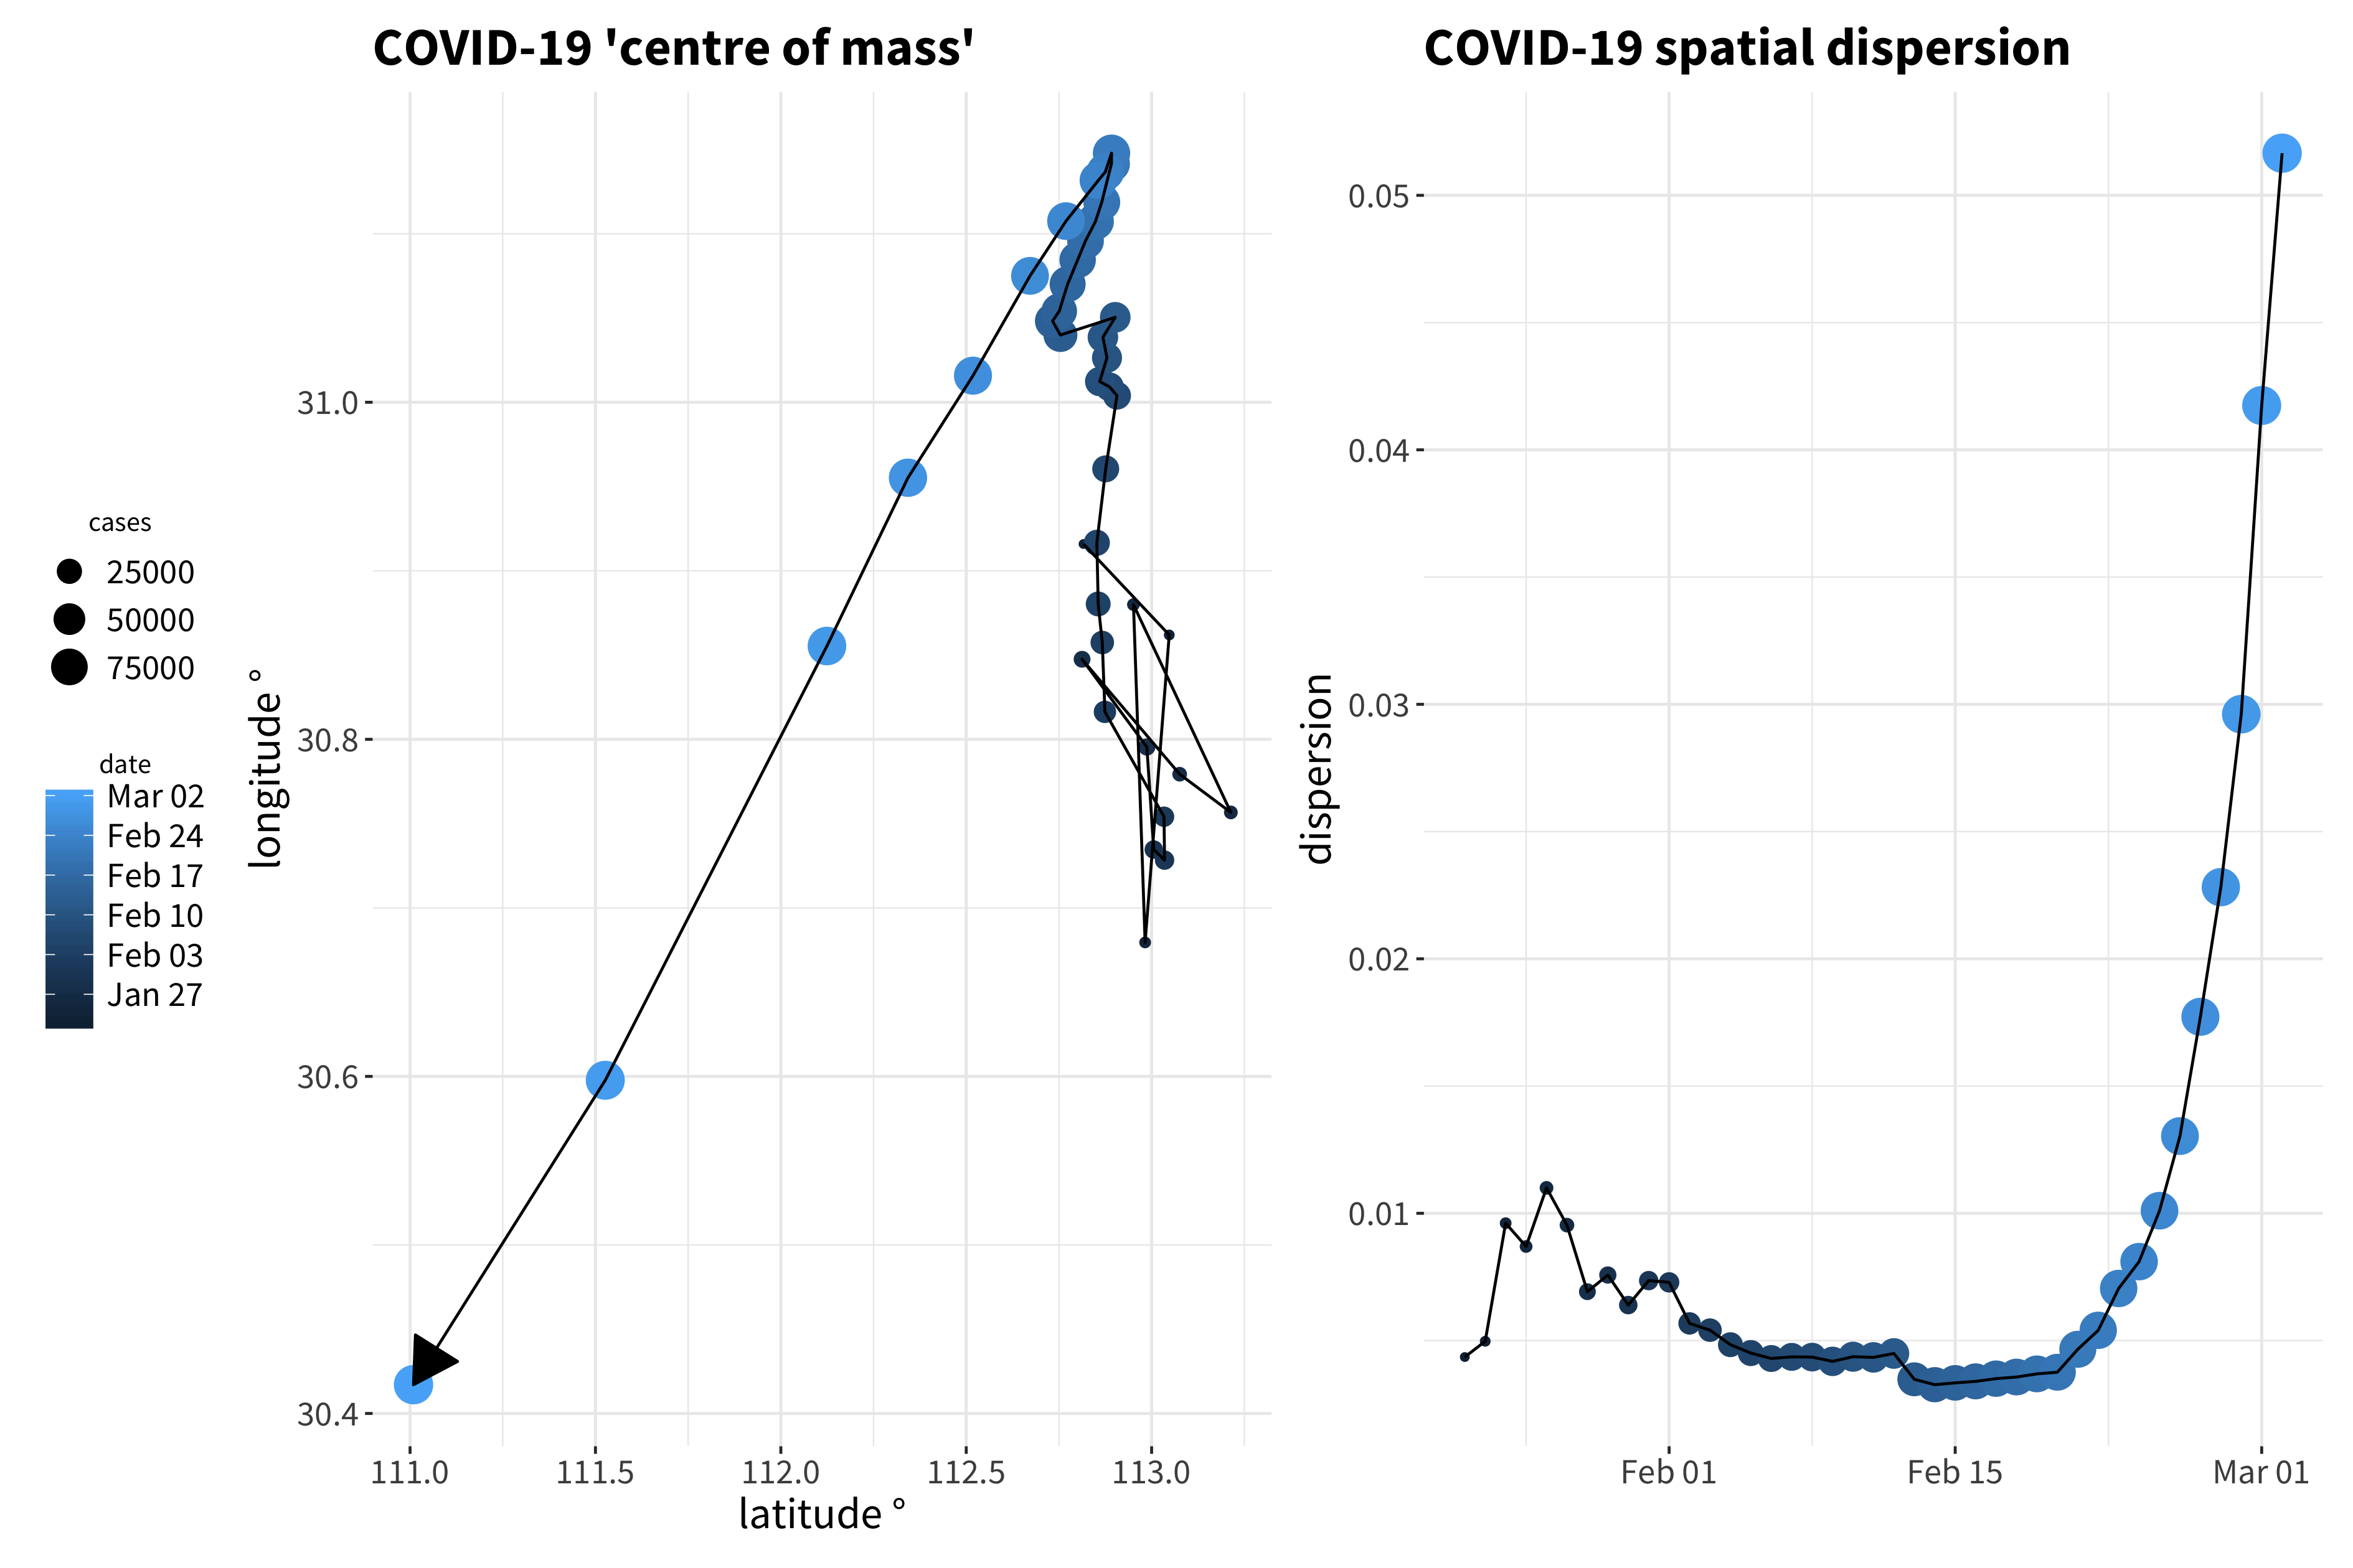 COVID-19 'centre of mass'
COVID-19 spatial dispersion
cases
25000
50000
75000
date
Mar 02
Feb 24
Feb 17
Feb 10
Feb 03
Jan 27
longitude °
31.0
30.8
30.6
30.4
111.0 111.5 112.0 112.5 113.0
latitude °
dispersion
0.05
0.04
0.03
0.02
0.01
Feb 01 Feb 15 Mar 01